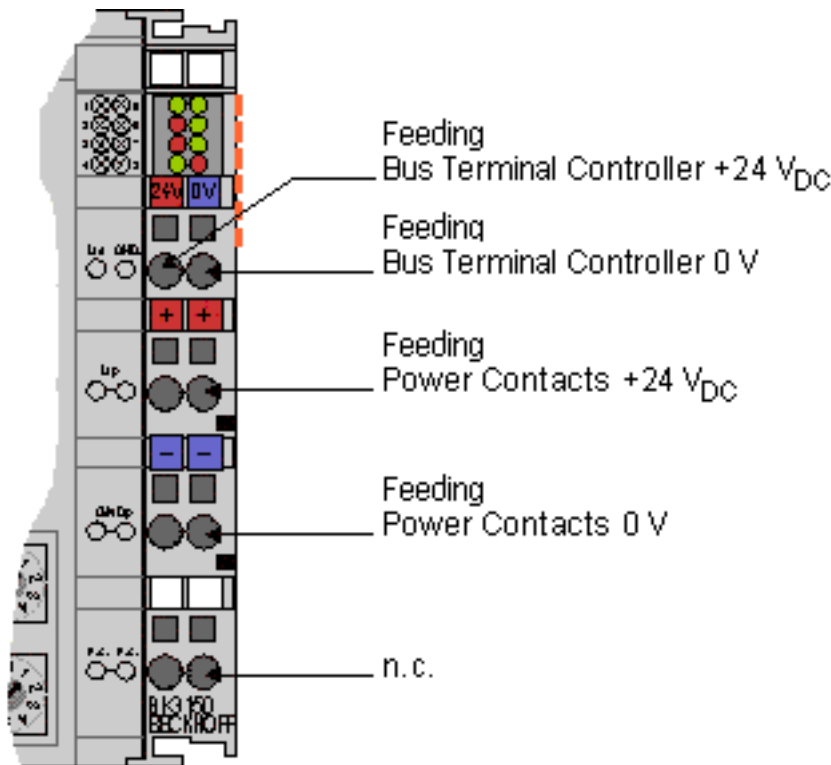 Feeding
Bus Terminal Controller +24 VDC
24V 0V
Feeding
Bus Terminal Controller 0 V
+ +
Feeding
Power Contacts +24 VDC
Up
- -
Feeding
Power Contacts 0 V
n.c. n.c.
n.c.
BECKHOFF